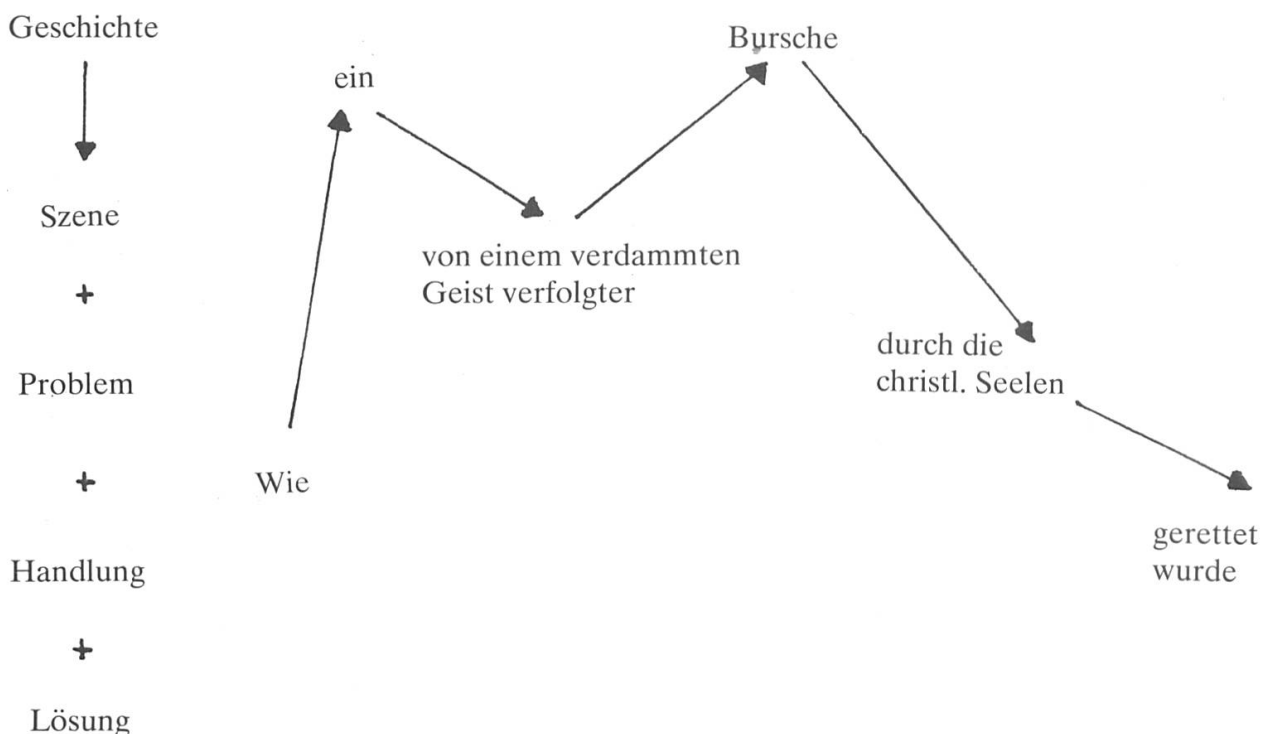 Geschichte
Szene
+
Problem
+
Handlung
+
Lösung
Wie
ein
von einem verdammten
Geist verfolgter
Bursche
durch die
christl. Seelen
gerettet
wurde